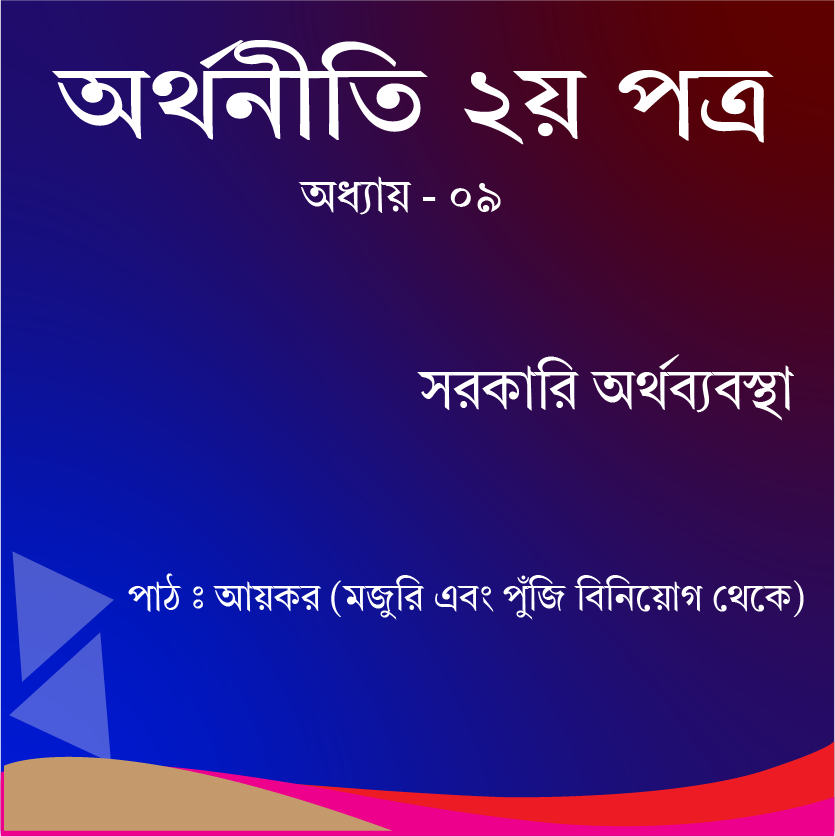 অর্থনীতি ২য় পত্র
অধ্যায় - ০৯
সরকারি অর্থব্যবস্থা
পাঠ ঃ আয়কর (মজুরি এবং পুঁজি বিনিয়োগ থেকে)